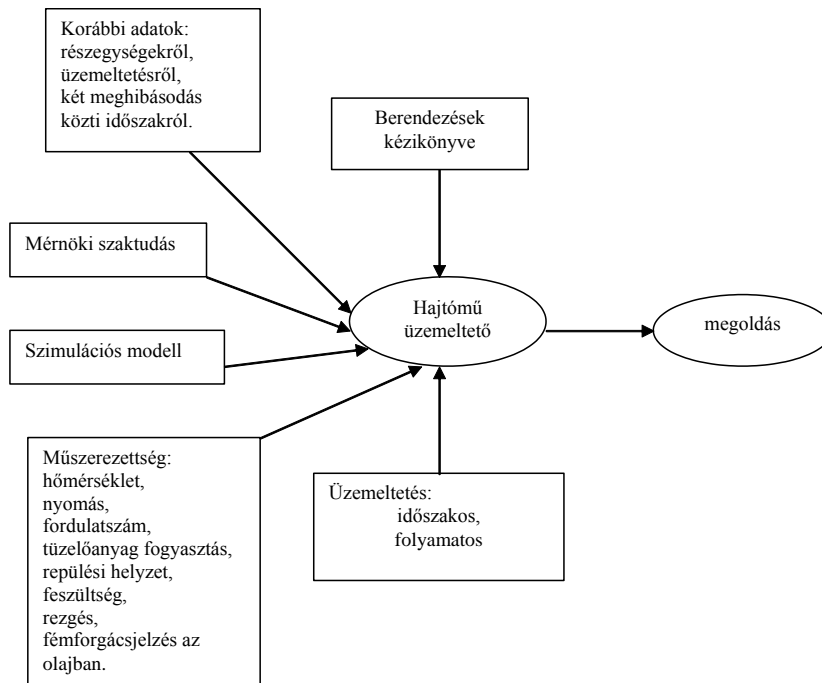 Korábbi adatok:
részegységekről,
üzemeltetésről,
két meghibásodás
közti időszakról.
Berendezések
kézikönyve
Mérnöki szaktudás
Hajtómű
üzemeltető
megoldás
Szimulációs modell
Műszerezettség:
hőmérséklet,
nyomás,
fordulatszám,
tüzelőanyag fogyasztás,
repülési helyzet,
feszültség,
rezgés,
fémforgácsjelzés az
olajban.
Üzemeltetés:
időszakos,
folyamatos